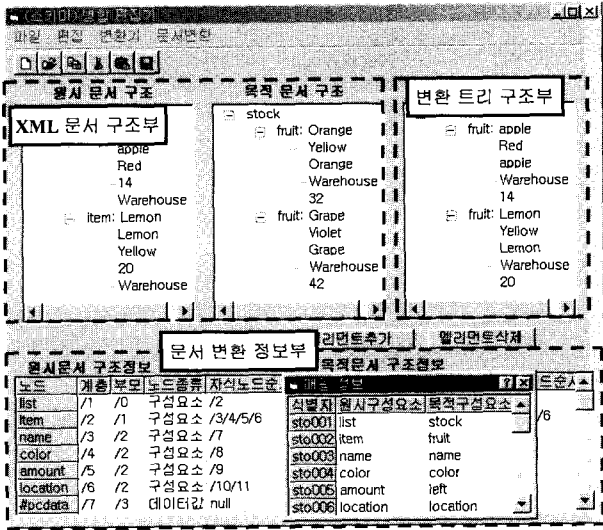 파일 편집 변환기 문서변환
원시 문서 구조
목적 문서 구조
XML 문서 구조부
변환 트리 구조부
apple
Red
14
Warehouse
item: Lemon
Lemon
Yellow
20
Warehouse
stock
fruit: Orange
Yellow
Orange
Warehouse
32
fruit: Grape
Violet
Grape
Warehouse
42
fruit: apple
Red
apple
Warehouse
14
fruit: Lemon
Yellow
Lemon
Warehouse
20
문서 변환 정보부
엘리먼트삭제
원시문서 구조정보
목적문서 구조정보
노드 계층 부모 노드종류 자식노드순
list /1 /0 구성요소 /2
item /2 /1 구성요소 /3/4/5/6
name /3 /2 구성요소 /7
color /4 /2 구성요소 /8
amount /5 /2 구성요소 /9
location /6 /2 구성요소 /10/11
#pcdata /7 /3 데이터값 null
식별자 원시구성요소 목적구성요소
sto001 list stock
sto002 item fruit
sto003 name name
sto004 color color
sto005 amount left
sto006 location location
/6